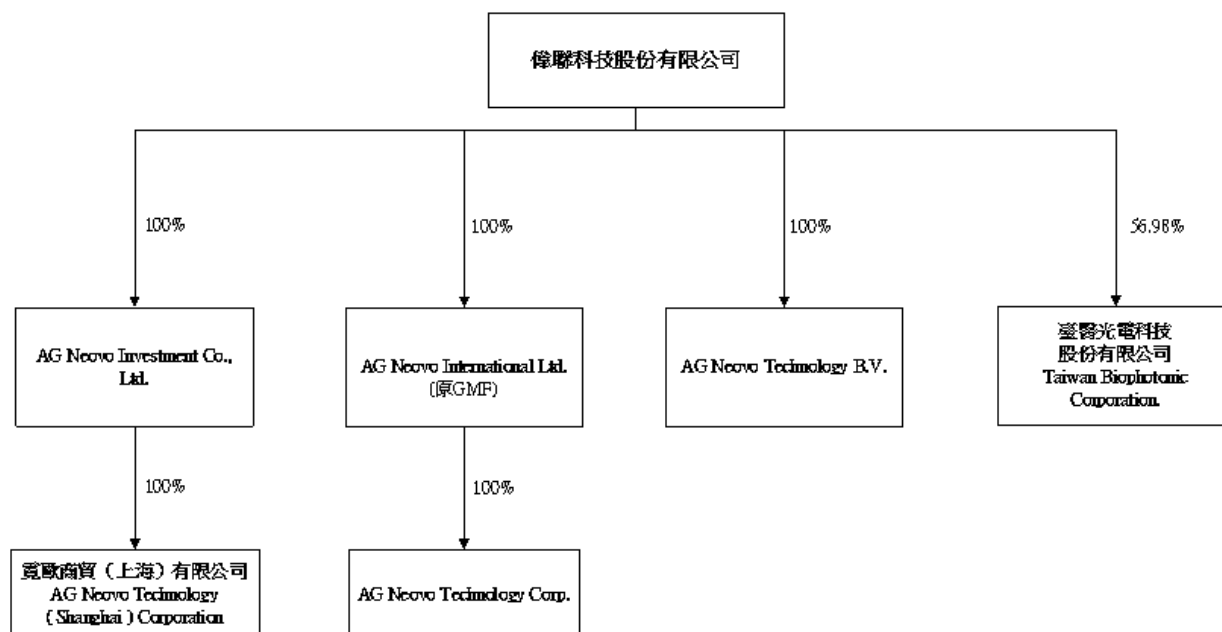 偉聯科技股份有限公司
100%
100%
100%
56.98%
AG Neovo Investment Co.,
Ltd.
AG Neovo International Ltd.
(原GMF)
AG Neovo Technology B.V.
臺醫光電科技
股份有限公司
Taiwan Biophotonic
Corporation.
100%
100%
霓歐商貿（上海）有限公司
AG Neovo Technology
( Shanghai ) Corporation
AG Neovo Technology Corp.